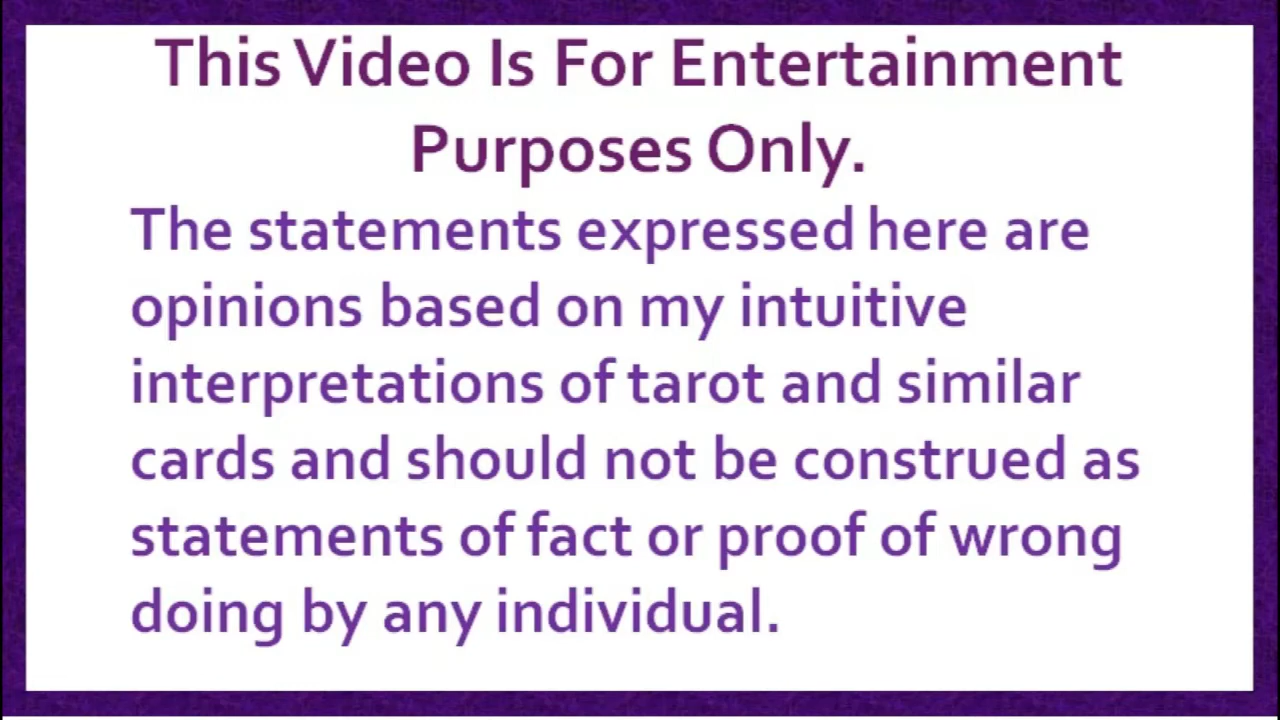 This Video Is For Entertainment
Purposes Only.
The statements expressed here are
opinions based on my intuitive
interpretations of tarot and similar
cards and should not be construed as
statements of fact or proof of wrong
doing by any individual.